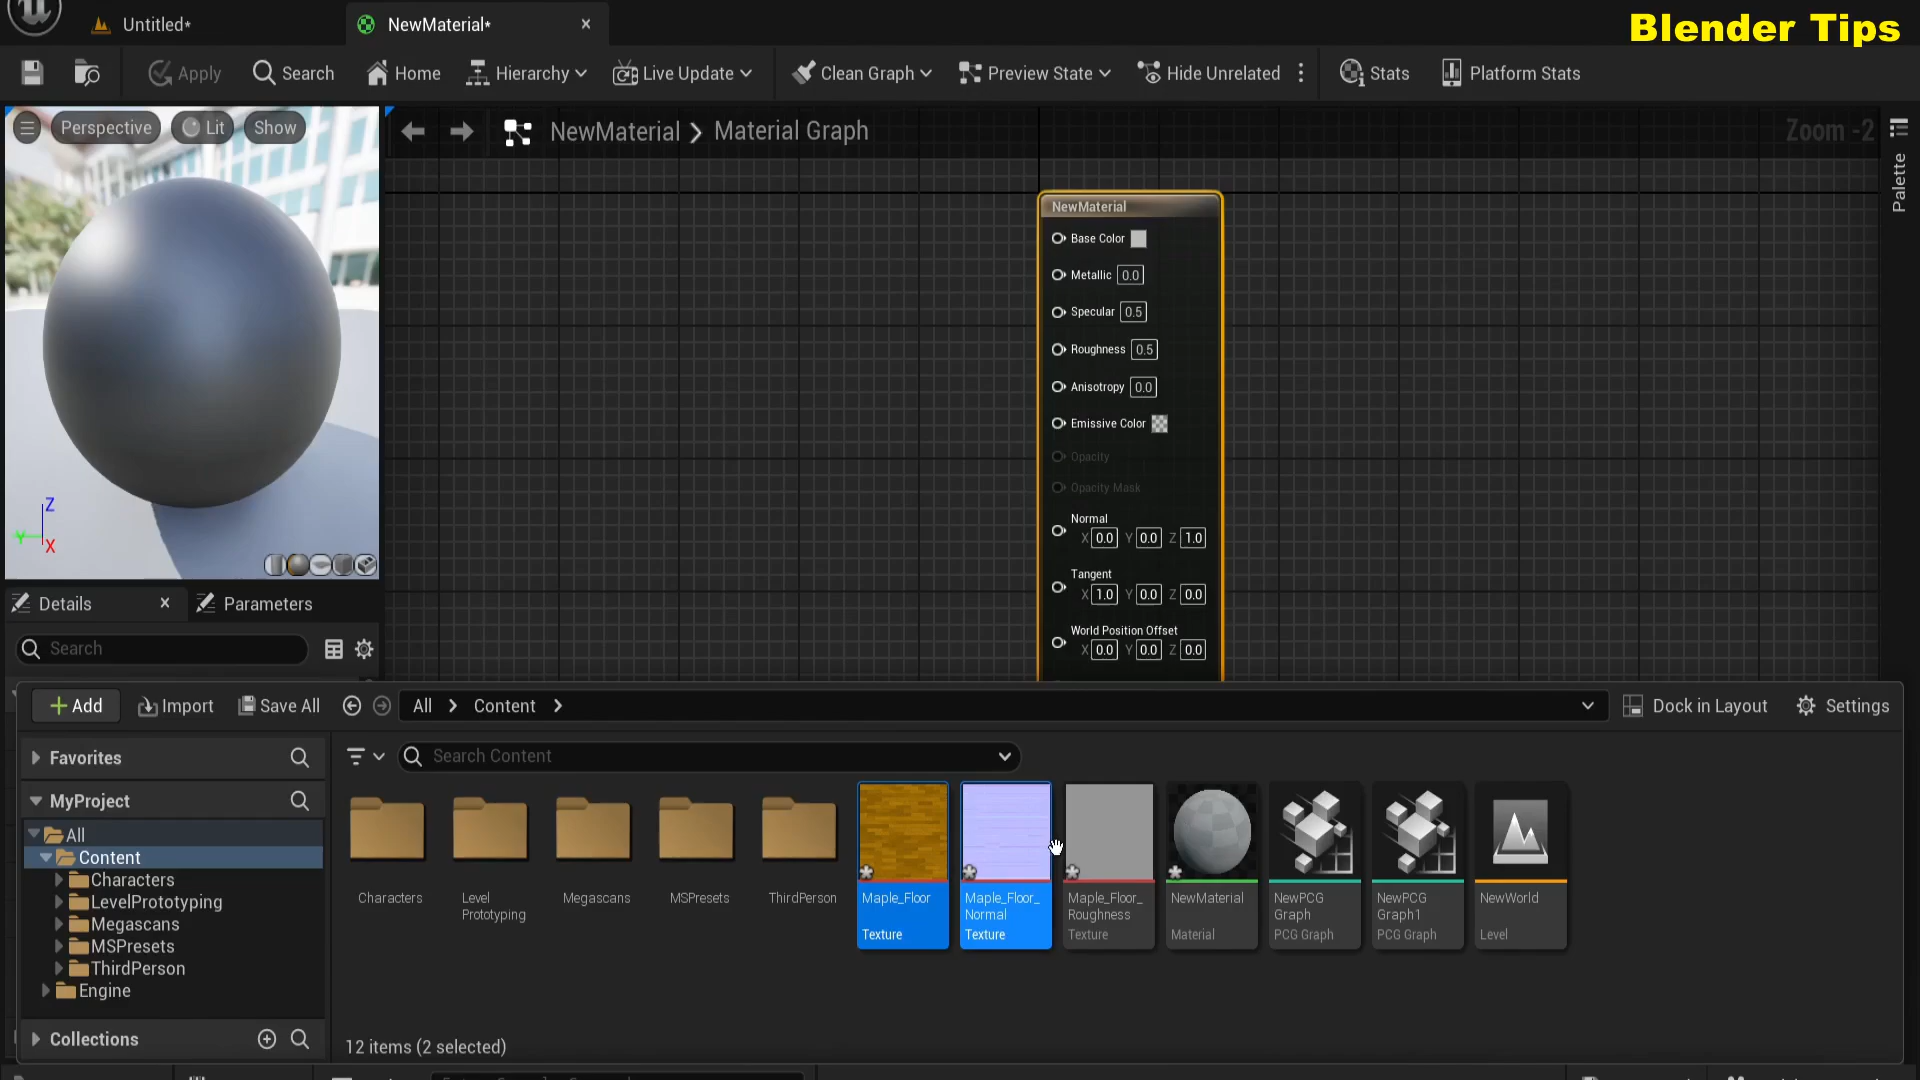 Untitled*
NewMaterial*
Blender Tips
Apply
Search
Home
Hierarchy
Live Update
Clean Graph
Preview State
Hide Unrelated
Stats
Platform Stats
Perspective
Lit
Show
NewMaterial
Material Graph
Zoom -2
Palette
NewMaterial
Base Color
Metallic 0.0
Specular 0.5
Roughness 0.5
Anisotropy 0.0
Emissive Color
Opacity
Opacity Mask
Normal
X 0.0 Y 0.0 Z 1.0
Tangent
X 1.0 Y 0.0 Z 0.0
World Position Offset
X 0.0 Y 0.0 Z 0.0
Z
Y
X
Details
Parameters
Search
Add
Import
Save All
All
Content
Dock in Layout
Settings
Favorites
Search Content
MyProject
All
Content
Characters
LevelPrototyping
Megascans
MSPresets
ThirdPerson
Engine
Collections
Characters
Level
Prototyping
Megascans
MSPresets
ThirdPerson
Maple_Floor
Texture
Maple_Floor_
Normal
Texture
Maple_Floor_
Roughness
Texture
NewMaterial
Material
NewPCG
Graph
PCG Graph
NewPCG
Graph1
PCG Graph
NewWorld
Level
12 items (2 selected)